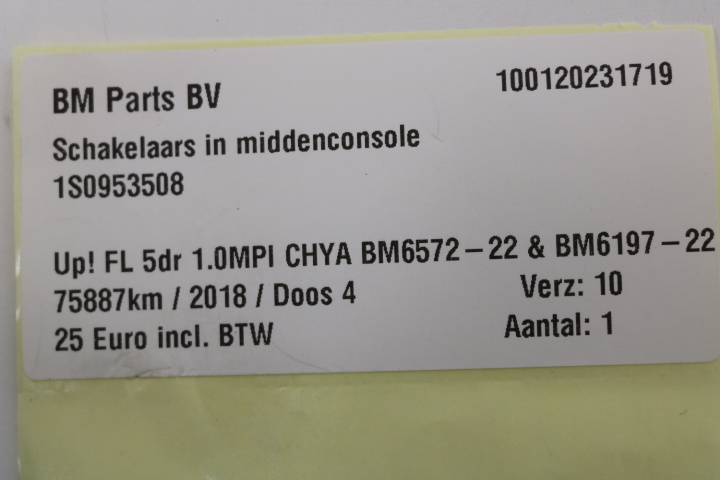 BM Parts BV 100120231719
Schakelaars in middenconsole
1S0953508
Up! FL 5dr 1.0MPI CHYA BM6572-22 & BM6197-22
75887km / 2018 / Doos 4 Verz: 10
25 Euro incl. BTW Aantal: 1